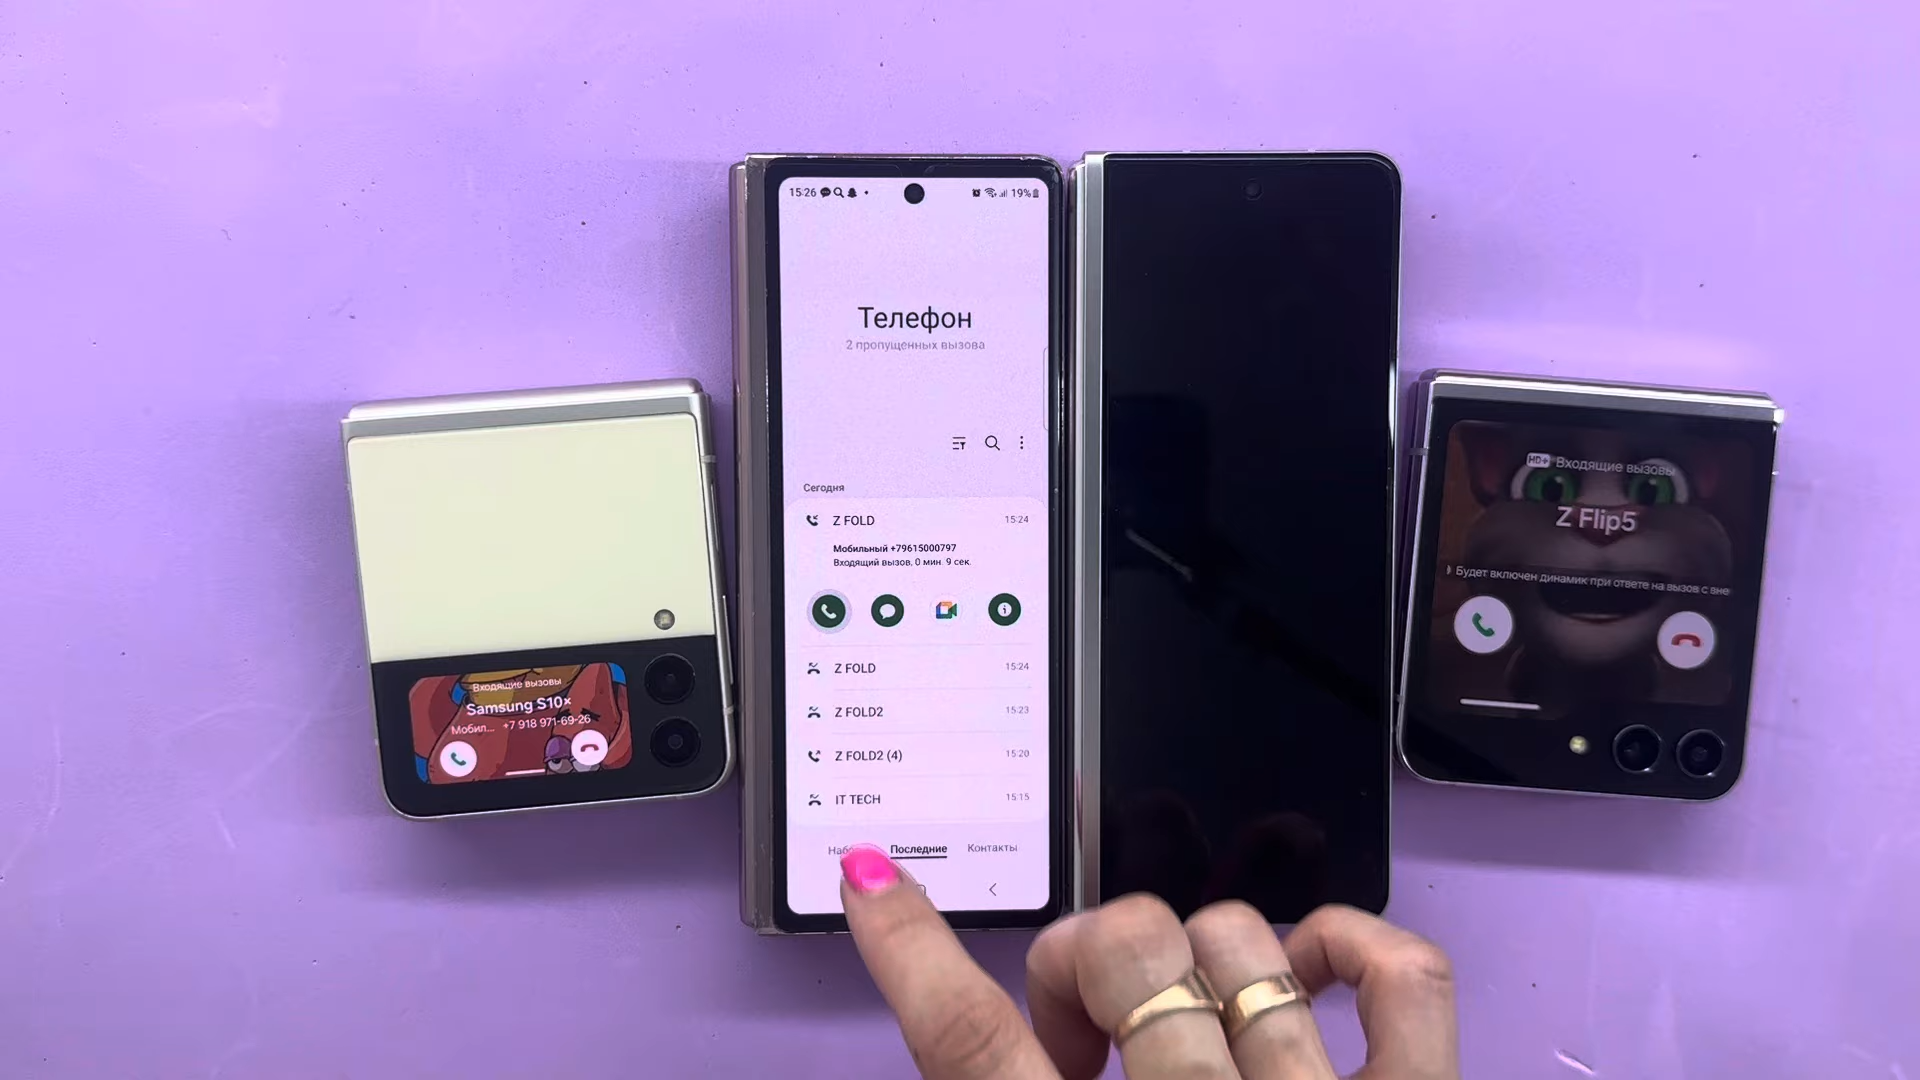 15:26
19%
Телефон
2 пропущенных вызова
Сегодня
Z FOLD 15:24
Мобильный +79615000797
Входящий вызов, 0 мин. 9 сек.
Z FOLD 15:24
Z FOLD2 15:23
Z FOLD2 (4) 15:20
IT TECH 15:15
Последние Контакты
Входящие вызовы
Samsung S10x
Мобил... +7 918 971-69-26
HD+ Входящие вызовы
Z Flip5
Будет включен динамик при ответе на вызов с вне